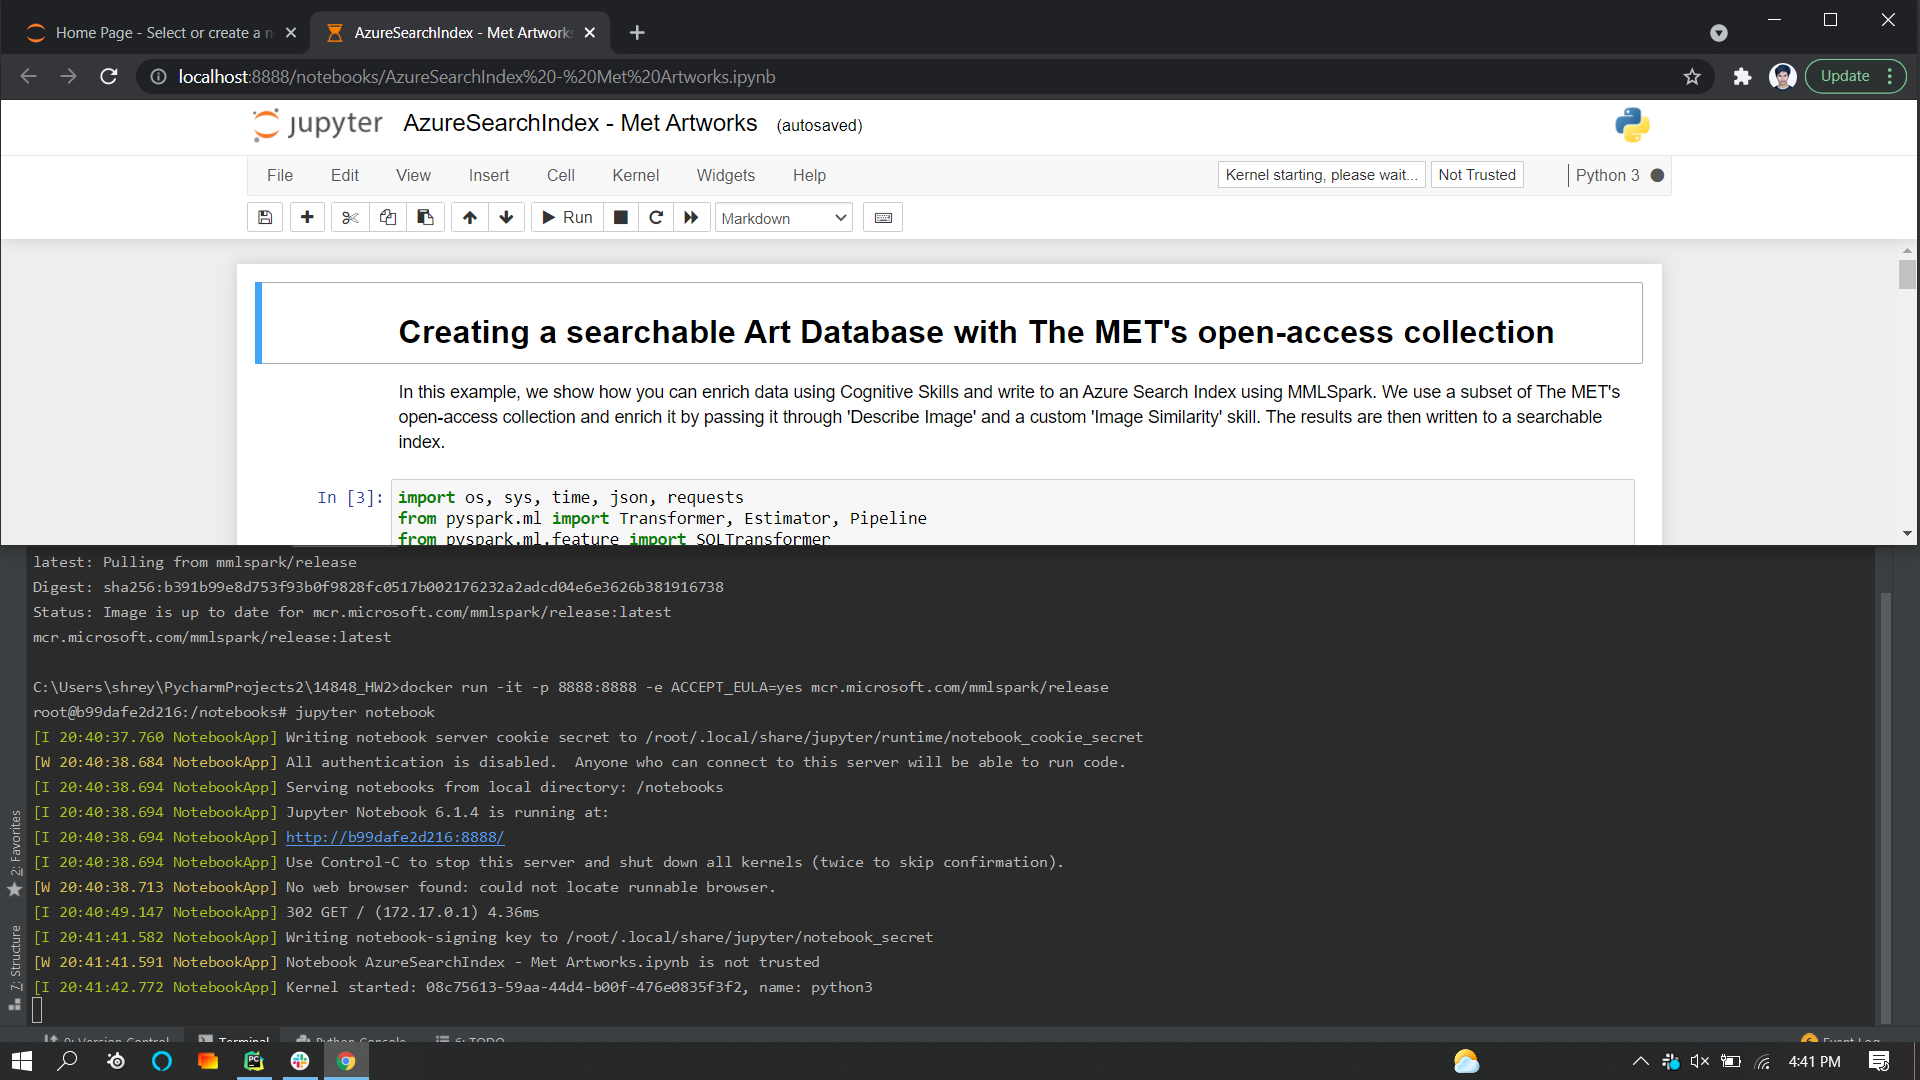 Home Page - Select or create a n
AzureSearchIndex - Met Artwork
localhost:8888/notebooks/AzureSearchIndex%20-%20Met%20Artworks.ipynb
Update
jupyter AzureSearchIndex - Met Artworks (autosaved)
File Edit View Insert Cell Kernel Widgets Help
Kernel starting, please wait... Not Trusted Python 3
Run Markdown
Creating a searchable Art Database with The MET's open-access collection
In this example, we show how you can enrich data using Cognitive Skills and write to an Azure Search Index using MMLSpark. We use a subset of The MET's
open-access collection and enrich it by passing it through 'Describe Image' and a custom 'Image Similarity' skill. The results are then written to a searchable
index.
In [3]: import os, sys, time, json, requests
from pyspark.ml import Transformer, Estimator, Pipeline
from pyspark.ml.feature import SQLTransformer
latest: Pulling from mmlspark/release
Digest: sha256:b391b99e8d753f93b0f9828fc0517b002176232a2adcd04e6e3626b381916738
Status: Image is up to date for mcr.microsoft.com/mmlspark/release:latest
mcr.microsoft.com/mmlspark/release:latest
C:\Users\shrey\PycharmProjects2\14848_HW2>docker run -it -p 8888:8888 -e ACCEPT_EULA=yes mcr.microsoft.com/mmlspark/release
root@b99dafe2d216:/notebooks# jupyter notebook
[I 20:40:37.760 NotebookApp] Writing notebook server cookie secret to /root/.local/share/jupyter/runtime/notebook_cookie_secret
[W 20:40:38.684 NotebookApp] All authentication is disabled.  Anyone who can connect to this server will be able to run code.
[I 20:40:38.694 NotebookApp] Serving notebooks from local directory: /notebooks
[I 20:40:38.694 NotebookApp] Jupyter Notebook 6.1.4 is running at:
[I 20:40:38.694 NotebookApp] http://b99dafe2d216:8888/
[I 20:40:38.694 NotebookApp] Use Control-C to stop this server and shut down all kernels (twice to skip confirmation).
[W 20:40:38.713 NotebookApp] No web browser found: could not locate runnable browser.
[I 20:40:49.147 NotebookApp] 302 GET / (172.17.0.1) 4.36ms
[I 20:41:41.582 NotebookApp] Writing notebook-signing key to /root/.local/share/jupyter/notebook_secret
[W 20:41:41.591 NotebookApp] Notebook AzureSearchIndex - Met Artworks.ipynb is not trusted
[I 20:41:42.772 NotebookApp] Kernel started: 08c75613-59aa-44d4-b00f-476e0835f3f2, name: python3
2: Favorites
7: Structure
9: Version Control Terminal Python Console 6: TODO Event Log
4:41 PM